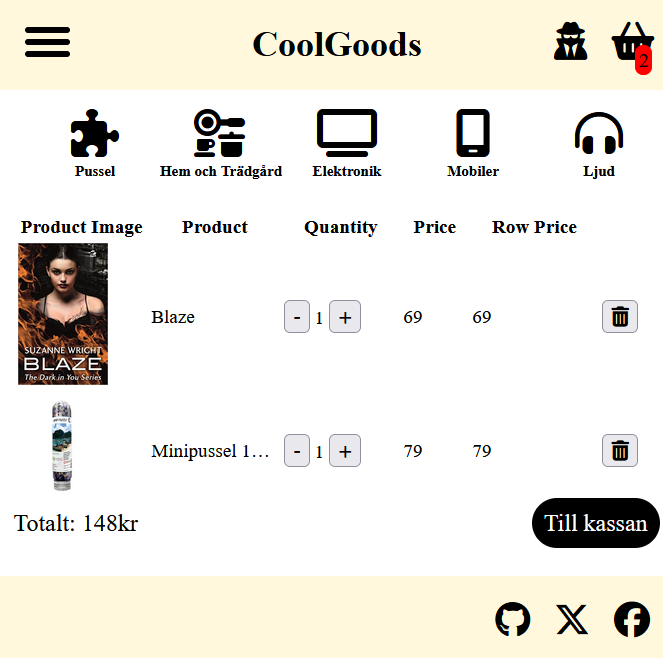 CoolGoods
2
Pussel
Hem och Trädgård
Elektronik
Mobiler
Ljud
Product Image Product Quantity Price Row Price
SUZANNE WRIGHT
BLAZE
The Dark in You Series
Blaze - 1 + 69 69
Minipussel 1… - 1 + 79 79
Totalt: 148kr
Till kassan